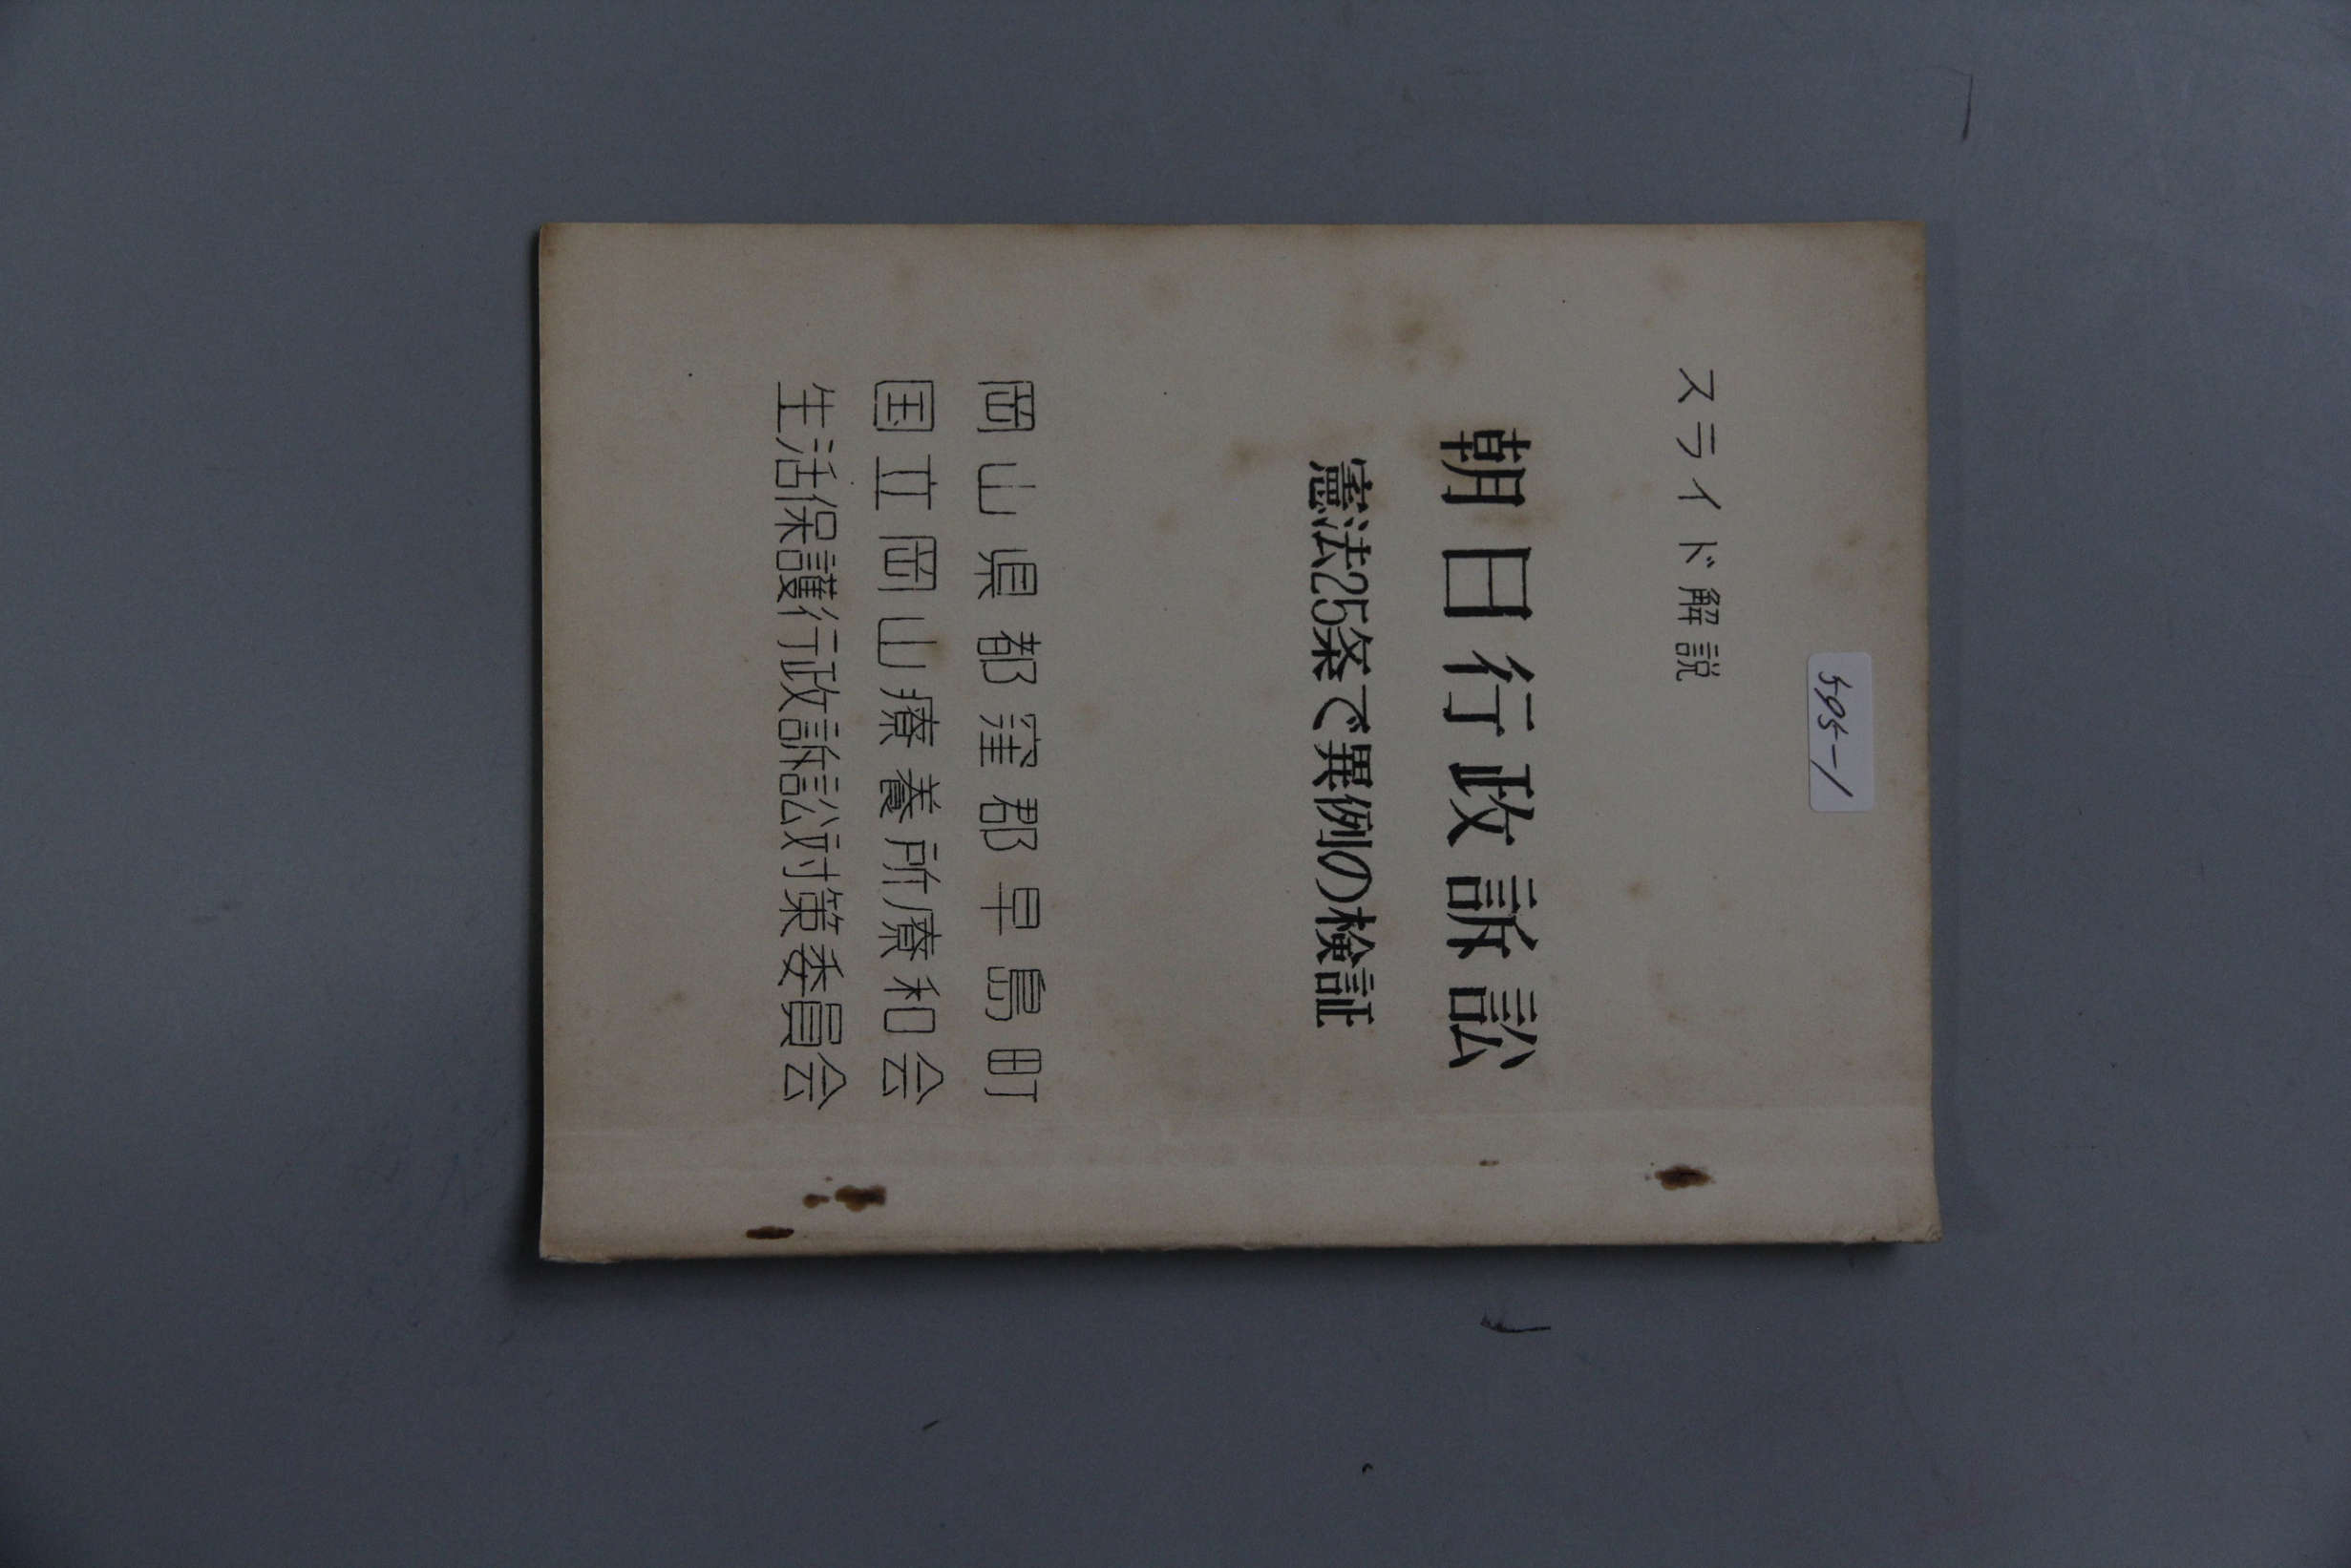 595-1
スライド解説
朝日行政訴訟
憲法25条で異例の検証
岡山県都窪郡早島町
国立岡山療養所療和会
生活保護行政訴訟対策委員会